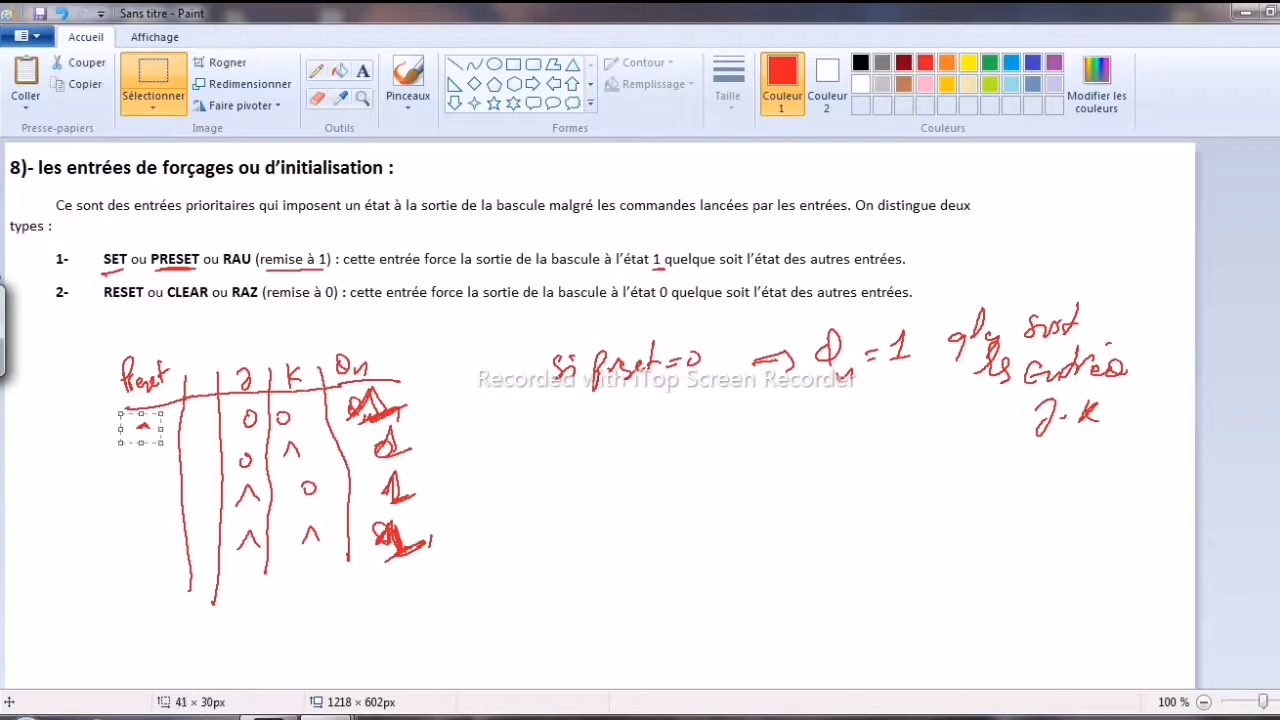 Sans titre - Paint
Accueil
Affichage
Coller
Couper
Copier
Presse-papiers
Sélectionner
Rogner
Redimensionner
Faire pivoter
Image
Outils
Pinceaux
Formes
Contour
Remplissage
Taille
Couleur 1
Couleur 2
Modifier les couleurs
Couleurs
8)- les entrées de forçages ou d’initialisation :
Ce sont des entrées prioritaires qui imposent un état à la sortie de la bascule malgré les commandes lancées par les entrées. On distingue deux
types :
1- SET ou PRESET ou RAU (remise à 1) : cette entrée force la sortie de la bascule à l’état 1 quelque soit l’état des autres entrées.
2- RESET ou CLEAR ou RAZ (remise à 0) : cette entrée force la sortie de la bascule à l’état 0 quelque soit l’état des autres entrées.
si preset = 0 => Qn = 1 qlq soit
les entrées
J. K
Recorded with iTop Screen Recorder
Preset J K Qn
1 0 0
0 1
1 0 1
1 1
41 × 30px
1218 × 602px
100 %